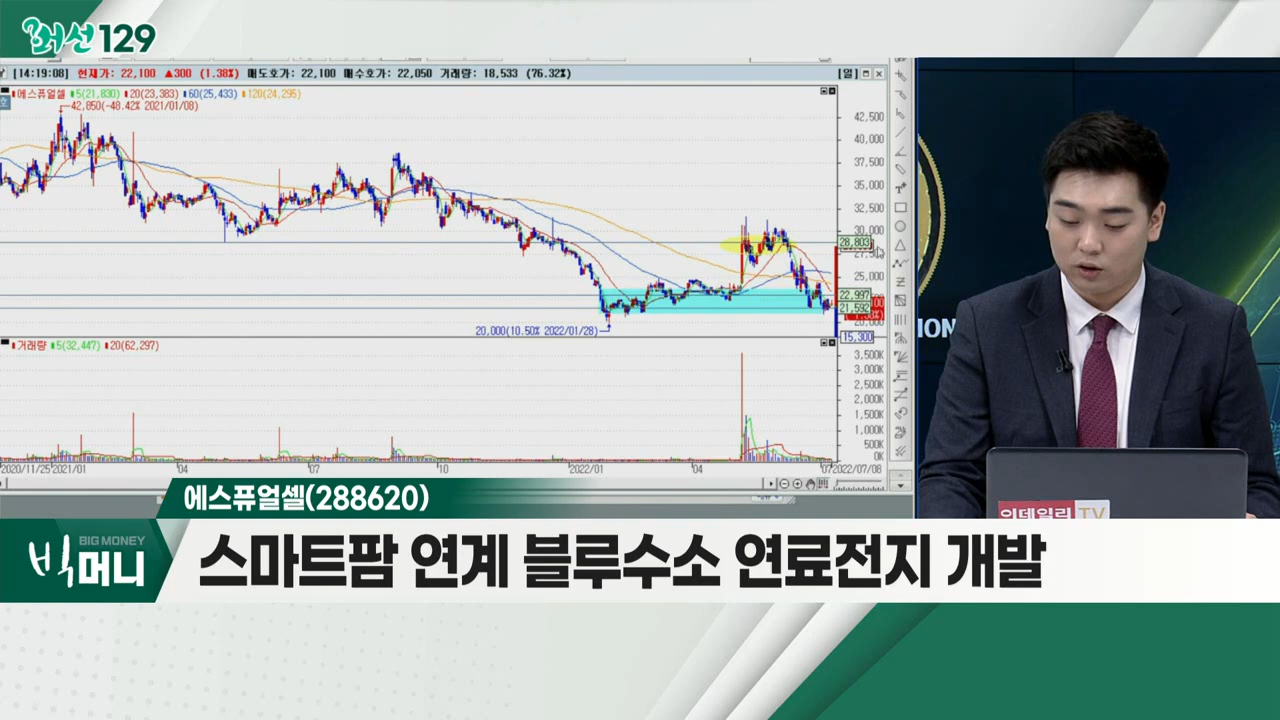 최선129
[14:19:08] 현재가: 22,100 ▲300 (1.38%) 매도호가: 22,100 매수호가: 22,050 거래량: 18,533 (76.32%) [일]
에스퓨얼셀 5(21,830) 20(23,383) 60(25,433) 120(24,295)
42,850(-48.42% 2021/01/08)
42,500
40,000
37,500
35,000
32,500
30,000
28,803
25,000
22,997
21,592
20,000
20,000(10.50% 2022/01/28)
15,300
거래량 5(32,447) 20(62,297)
3,500K
3,000K
2,500K
2,000K
1,500K
1,000K
500K
0K
2020/11/25 2021/01 04 07 10 2022/01 04 07 2022/07/08
ION
이데일리 TV
에스퓨얼셀(288620)
BIG MONEY
빅머니
스마트팜 연계 블루수소 연료전지 개발